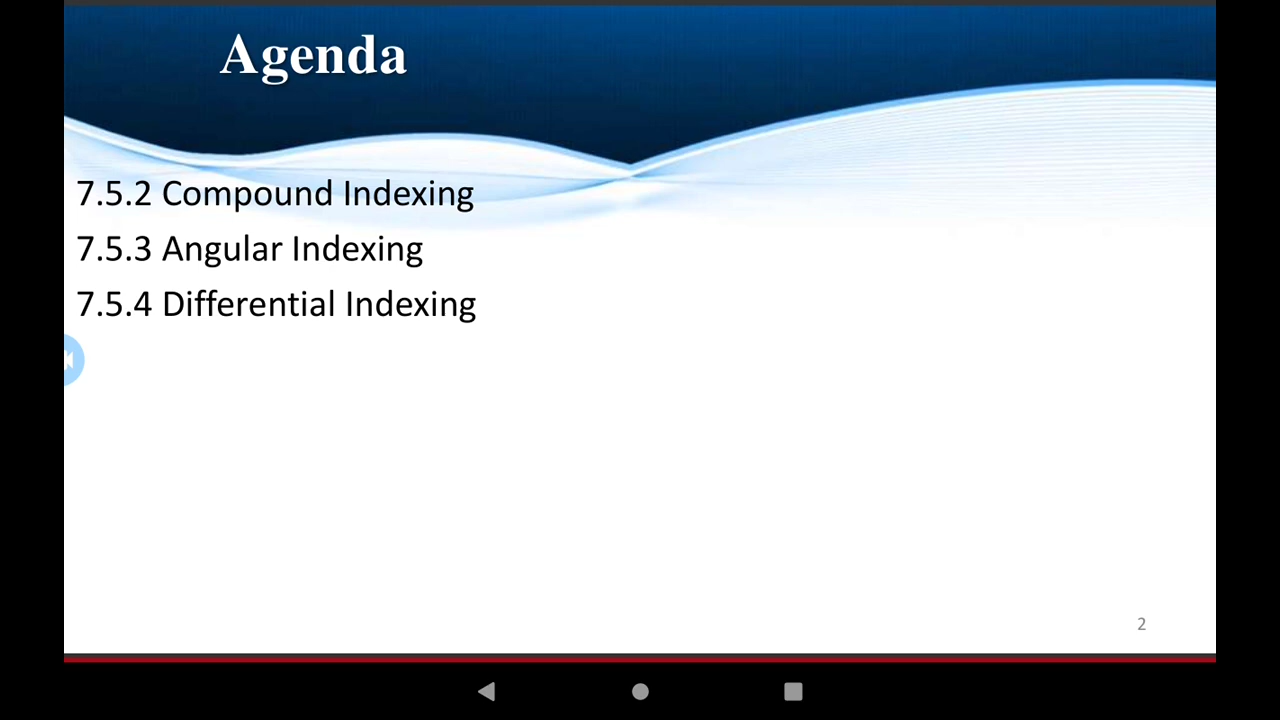 Agenda
7.5.2 Compound Indexing
7.5.3 Angular Indexing
7.5.4 Differential Indexing
2